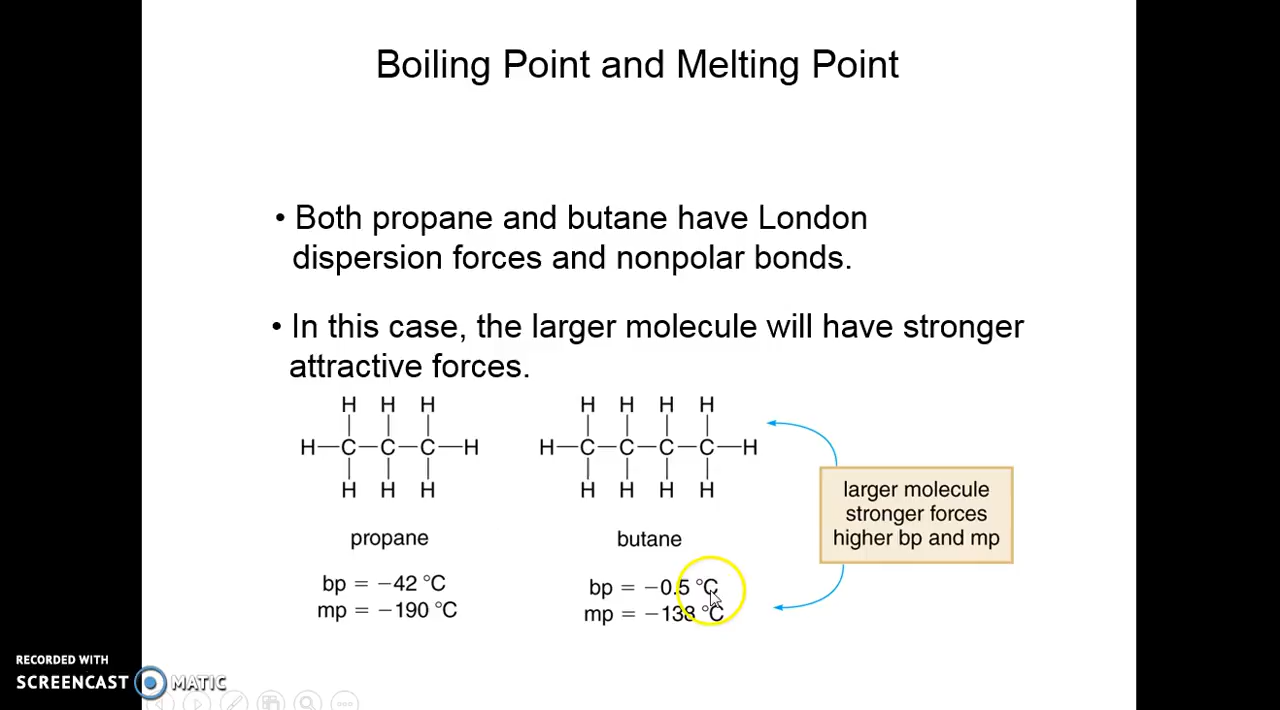 Boiling Point and Melting Point
• Both propane and butane have London
dispersion forces and nonpolar bonds.
• In this case, the larger molecule will have stronger
attractive forces.
H H H
H—C—C—C—H
H H H
propane
bp = −42 °C
mp = −190 °C
H H H H
H—C—C—C—C—H
H H H H
butane
bp = −0.5 °C
mp = −138 °C
larger molecule
stronger forces
higher bp and mp
RECORDED WITH
SCREENCAST MATIC